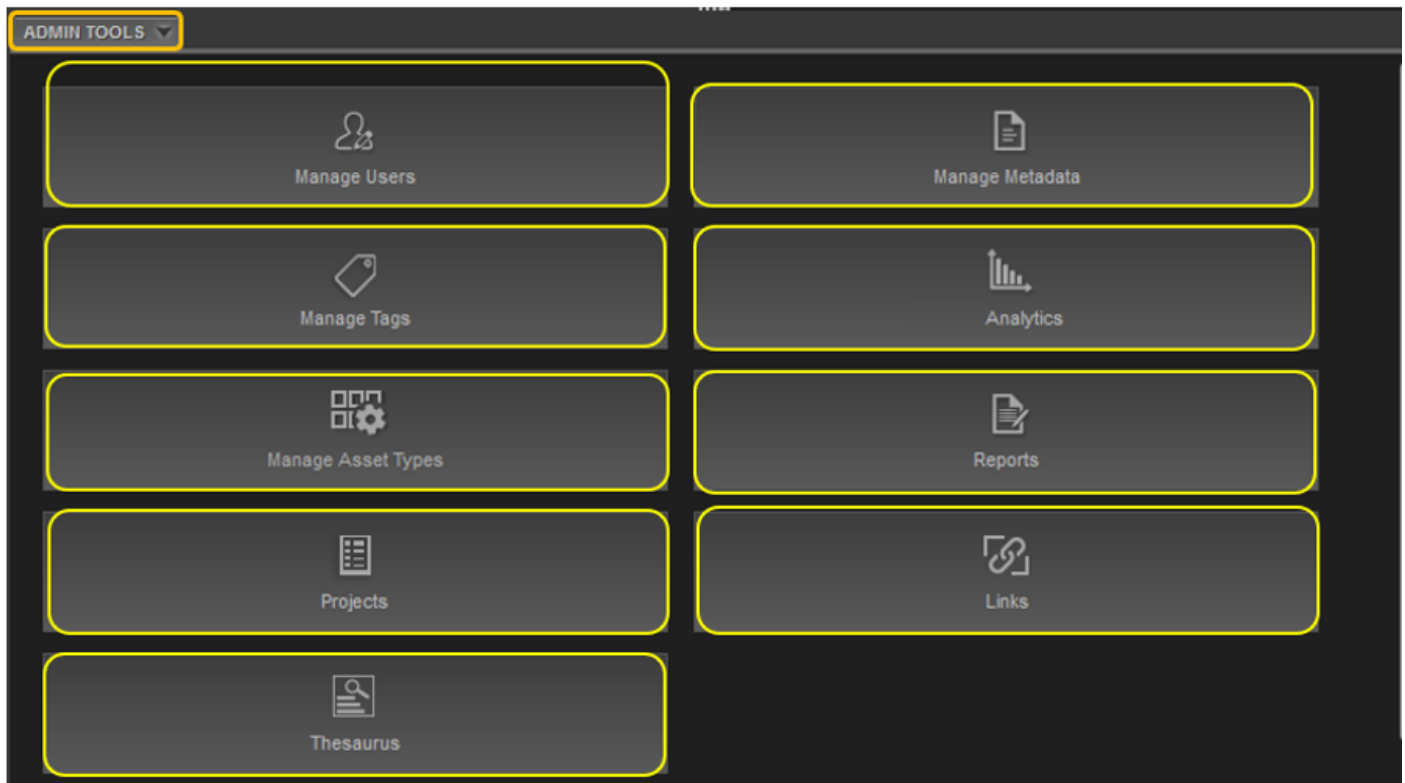 ADMIN TOOLS
Manage Users
Manage Metadata
Manage Tags
Analytics
Manage Asset Types
Reports
Projects
Links
Thesaurus